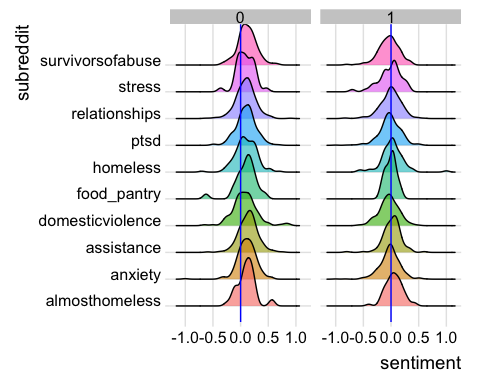 subreddit
0 1
survivorsofabuse
stress
relationships
ptsd
homeless
food_pantry
domesticviolence
assistance
anxiety
almosthomeless
-1.0 -0.5 0.0 0.5 1.0 -1.0 -0.5 0.0 0.5 1.0
sentiment